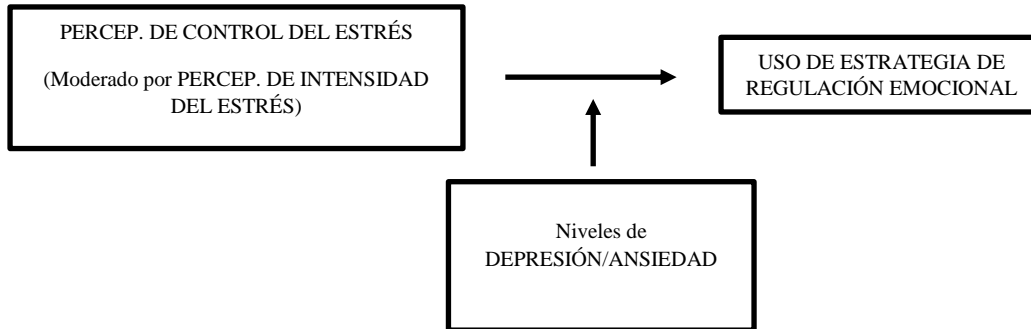 PERCEP. DE CONTROL DEL ESTRÉS
(Moderado por PERCEP. DE INTENSIDAD
DEL ESTRÉS)
USO DE ESTRATEGIA DE
REGULACIÓN EMOCIONAL
Niveles de
DEPRESIÓN/ANSIEDAD